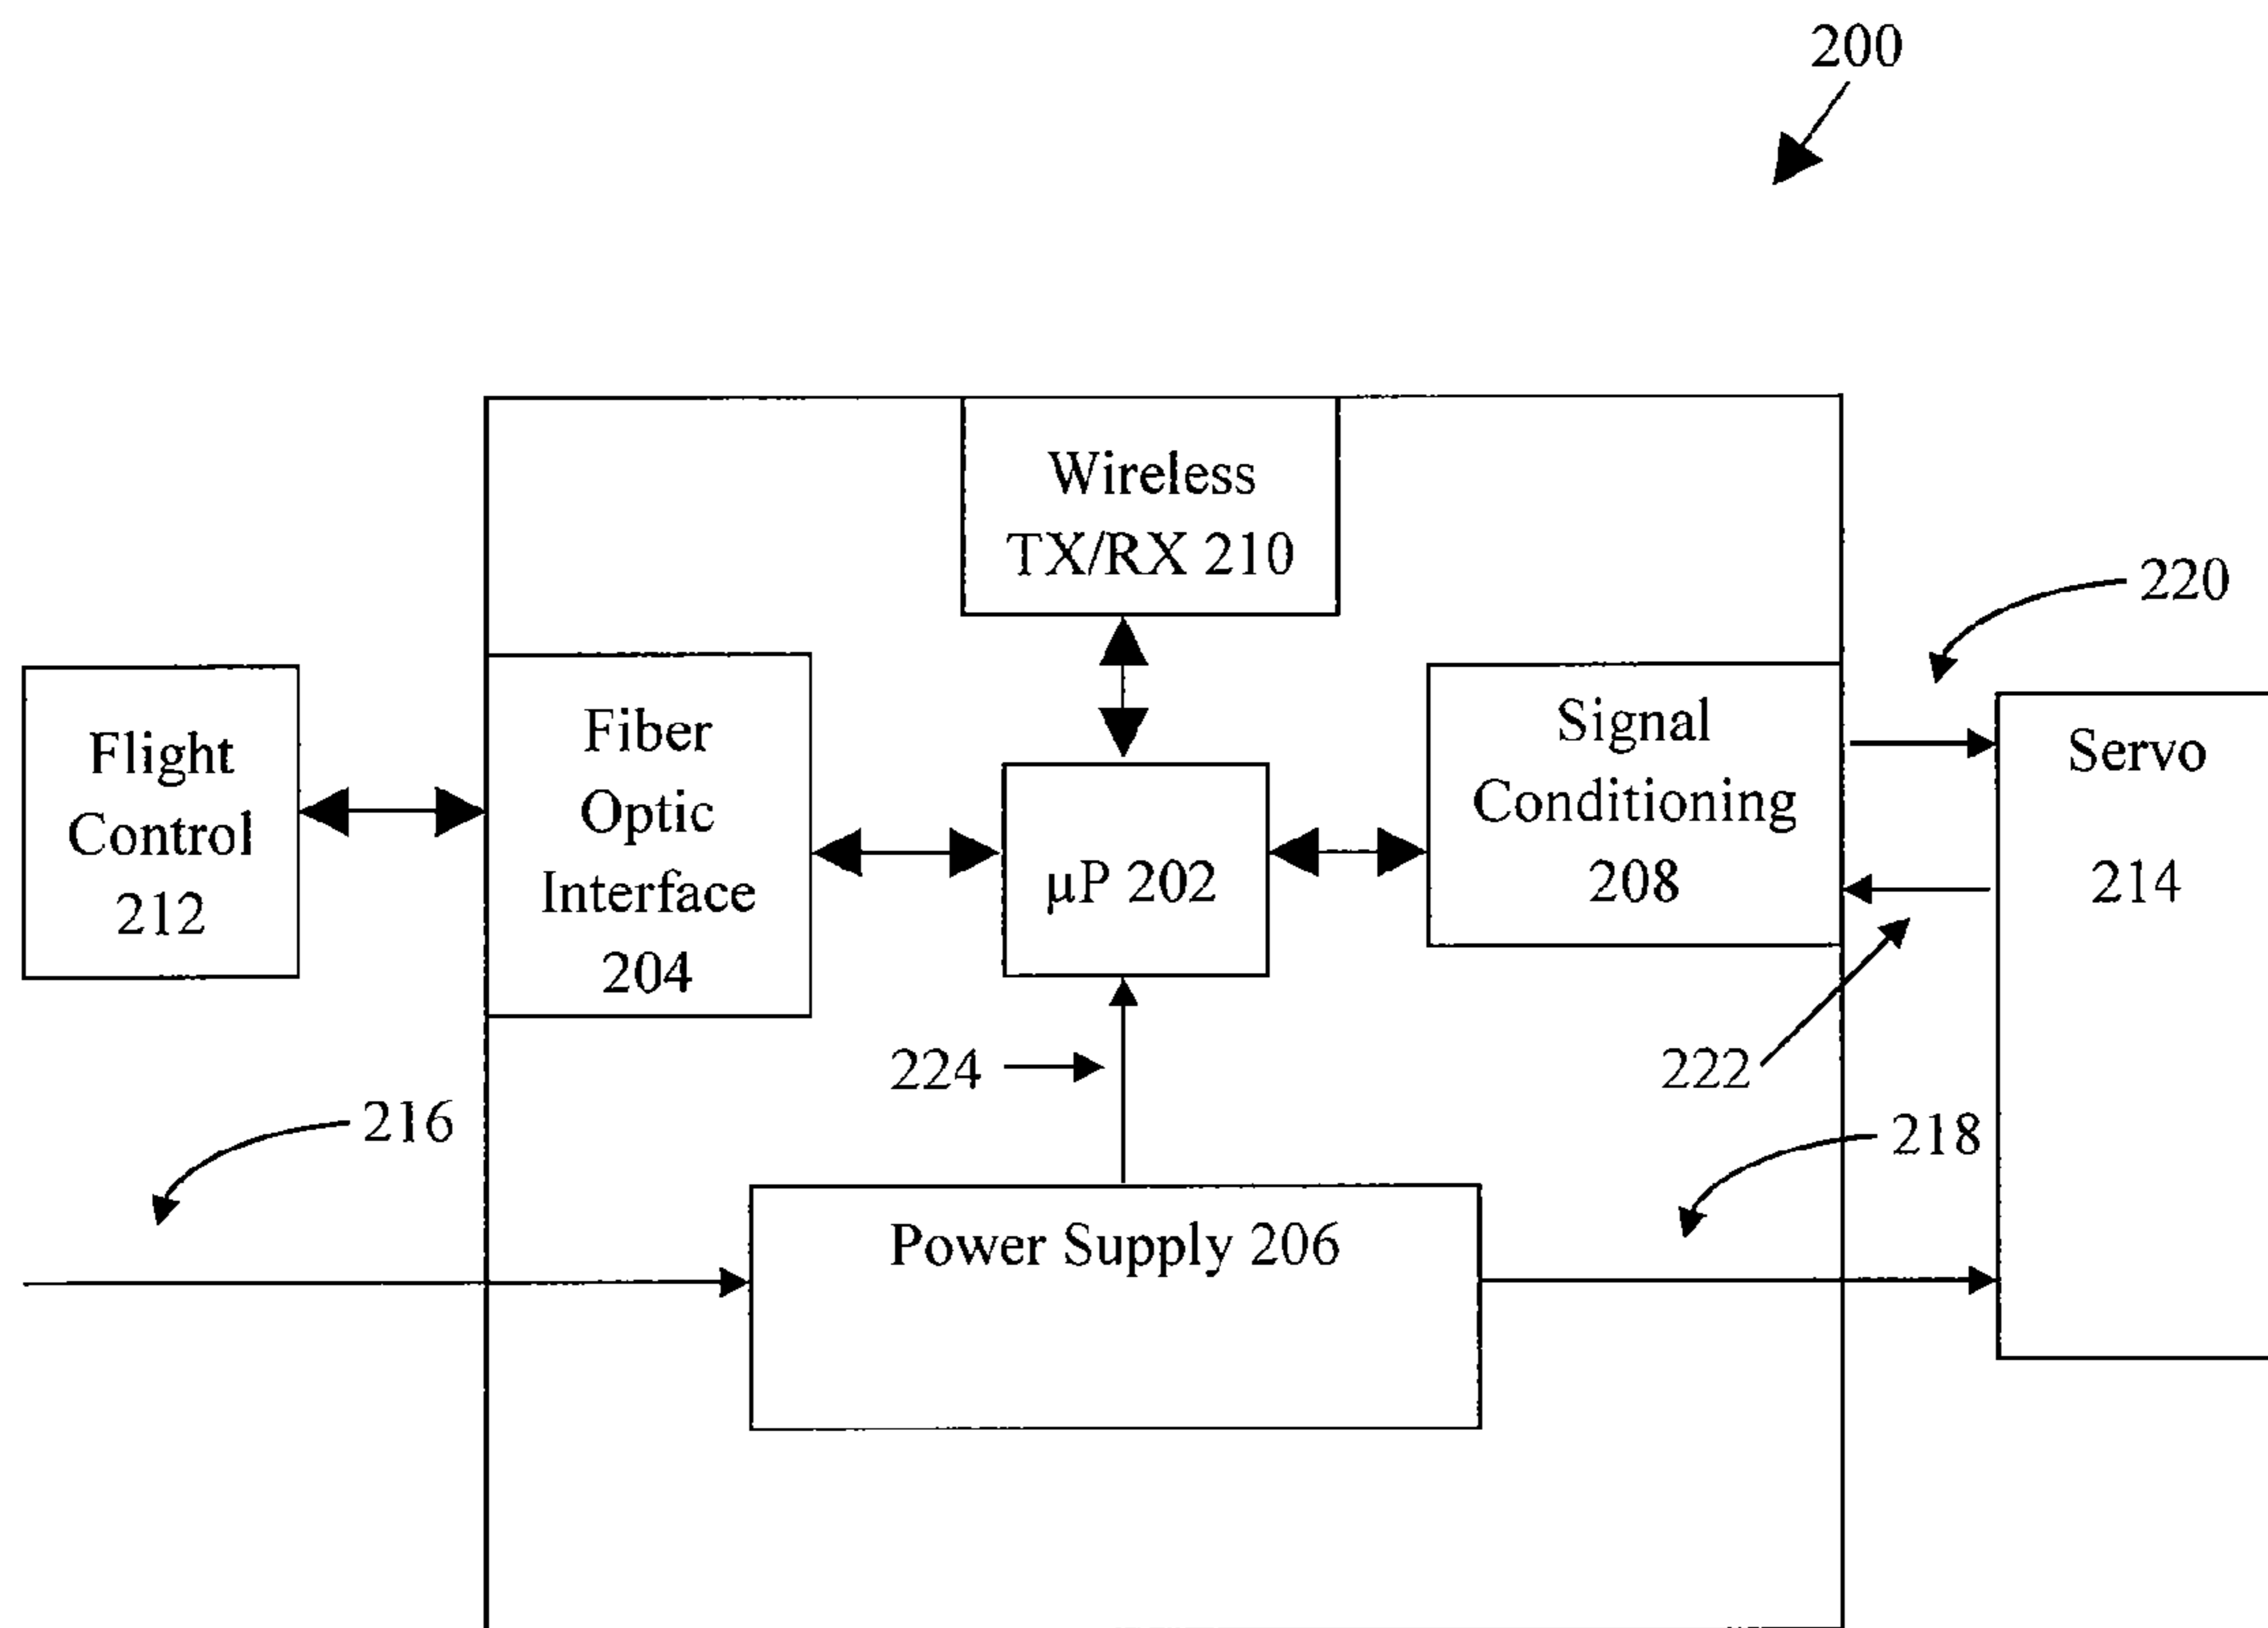 200
Wireless
TX/RX 210
220
Flight
Control
212
Fiber
Optic
Interface
204
µP 202
Signal
Conditioning
208
Servo
214
224
222
216
218
Power Supply 206